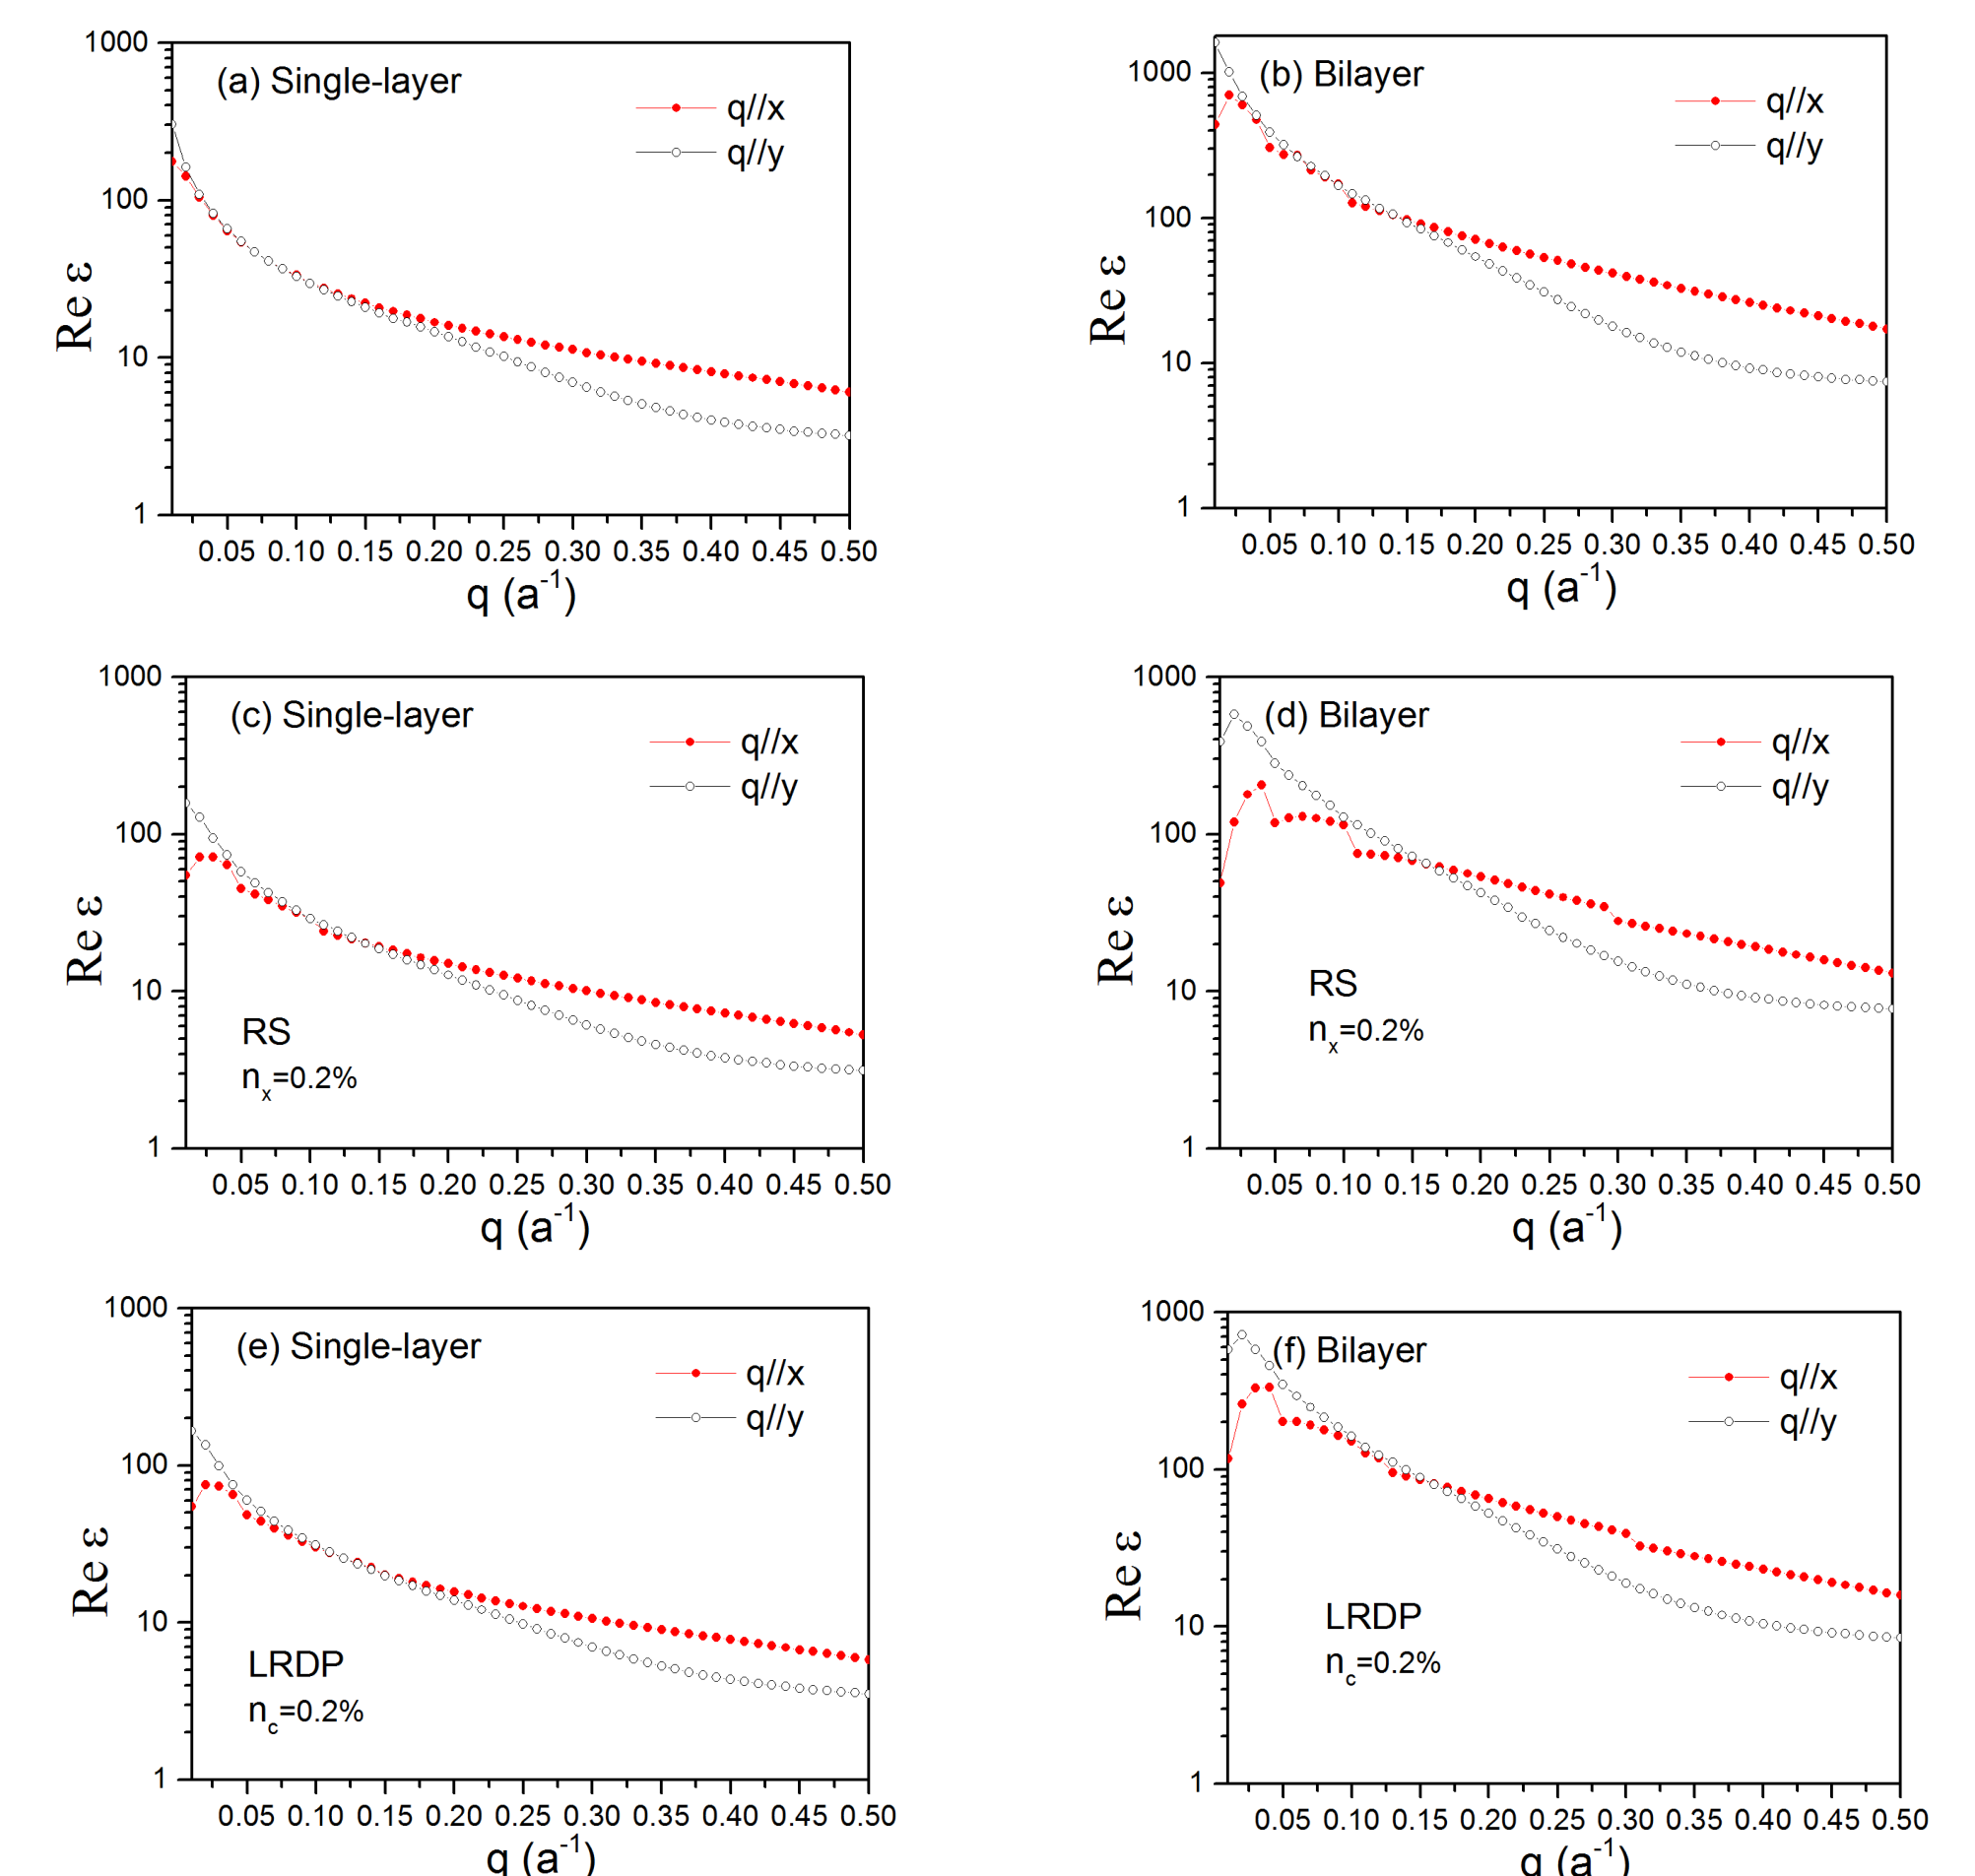 (a) Single-layer
q//x
q//y
1000
100
10
1
Re ε
0.05 0.10 0.15 0.20 0.25 0.30 0.35 0.40 0.45 0.50
q (a-1)
(b) Bilayer
q//x
q//y
1000
100
10
1
Re ε
0.05 0.10 0.15 0.20 0.25 0.30 0.35 0.40 0.45 0.50
q (a-1)
(c) Single-layer
q//x
q//y
1000
100
10
1
Re ε
RS
nx=0.2%
0.05 0.10 0.15 0.20 0.25 0.30 0.35 0.40 0.45 0.50
q (a-1)
(d) Bilayer
q//x
q//y
1000
100
10
1
Re ε
RS
nx=0.2%
0.05 0.10 0.15 0.20 0.25 0.30 0.35 0.40 0.45 0.50
q (a-1)
(e) Single-layer
q//x
q//y
1000
100
10
1
Re ε
LRDP
nc=0.2%
0.05 0.10 0.15 0.20 0.25 0.30 0.35 0.40 0.45 0.50
q (a-1)
(f) Bilayer
q//x
q//y
1000
100
10
1
Re ε
LRDP
nc=0.2%
0.05 0.10 0.15 0.20 0.25 0.30 0.35 0.40 0.45 0.50
q (a-1)